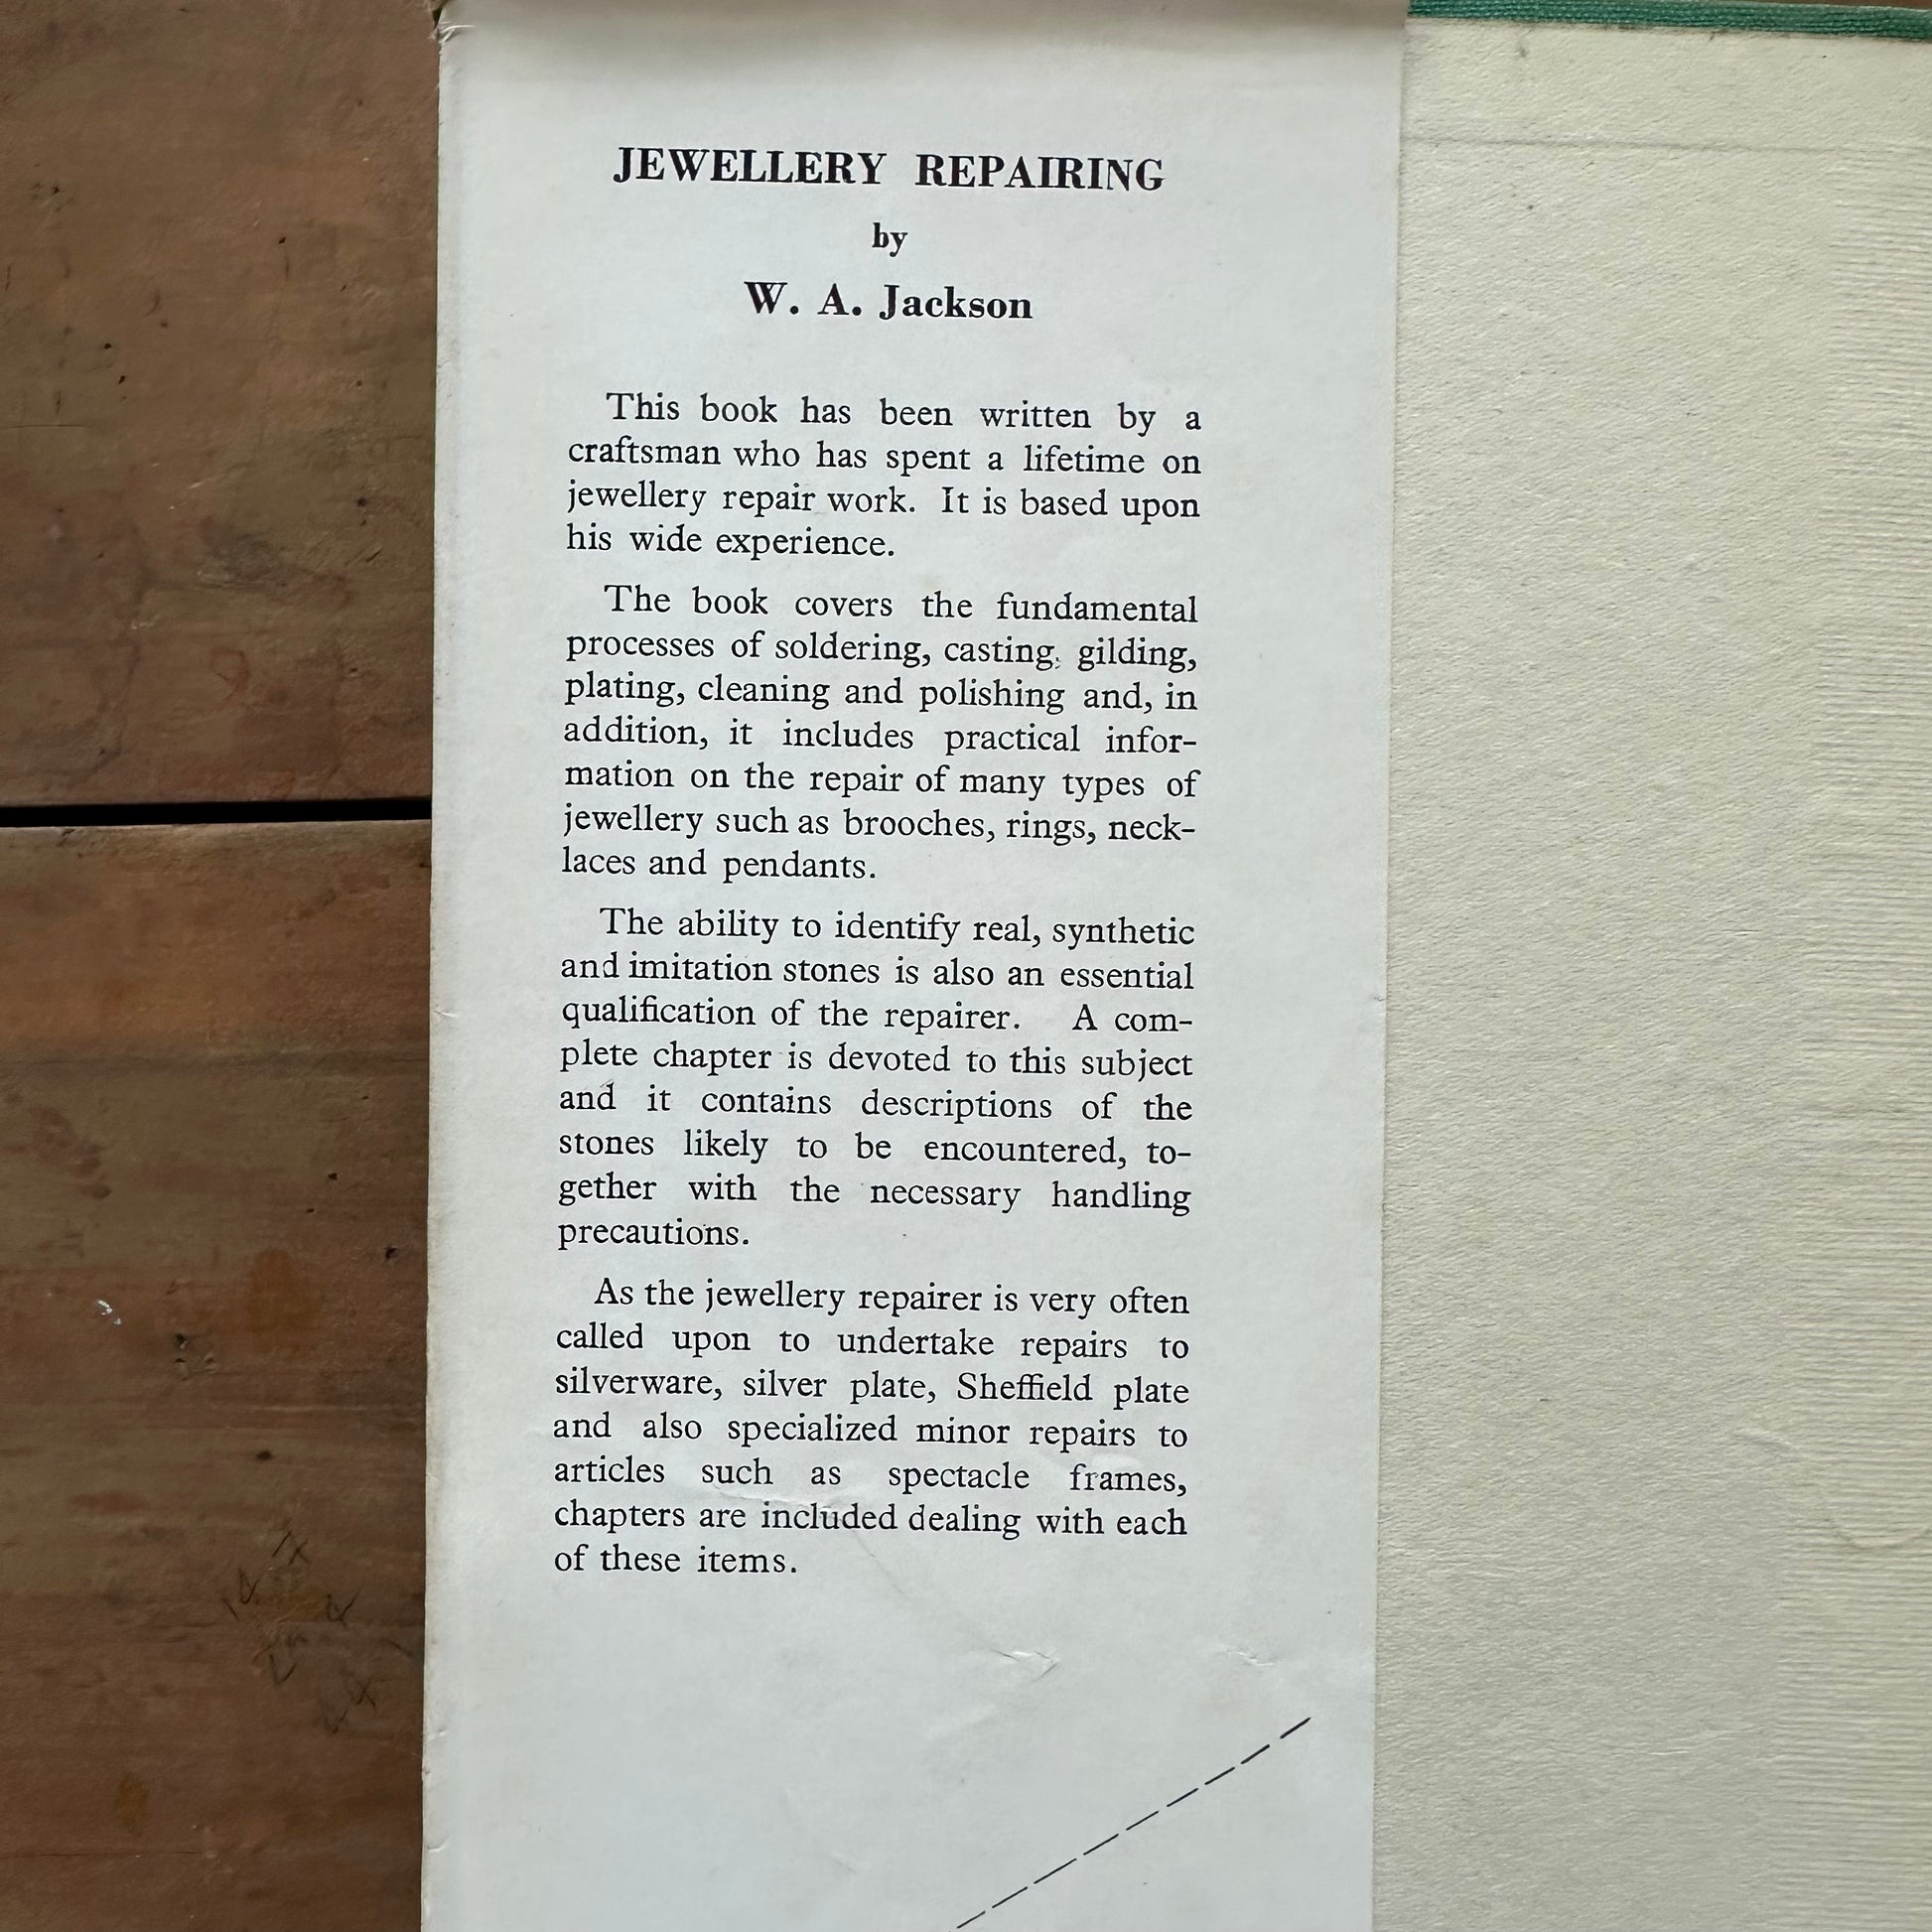 JEWELLERY REPAIRING
by
W. A. Jackson
This book has been written by a
craftsman who has spent a lifetime on
jewellery repair work. It is based upon
his wide experience.
The book covers the fundamental
processes of soldering, casting, gilding,
plating, cleaning and polishing and, in
addition, it includes practical infor-
mation on the repair of many types of
jewellery such as brooches, rings, neck-
laces and pendants.
The ability to identify real, synthetic
and imitation stones is also an essential
qualification of the repairer. A com-
plete chapter is devoted to this subject
and it contains descriptions of the
stones likely to be encountered, to-
gether with the necessary handling
precautions.
As the jewellery repairer is very often
called upon to undertake repairs to
silverware, silver plate, Sheffield plate
and also specialized minor repairs to
articles such as spectacle frames,
chapters are included dealing with each
of these items.